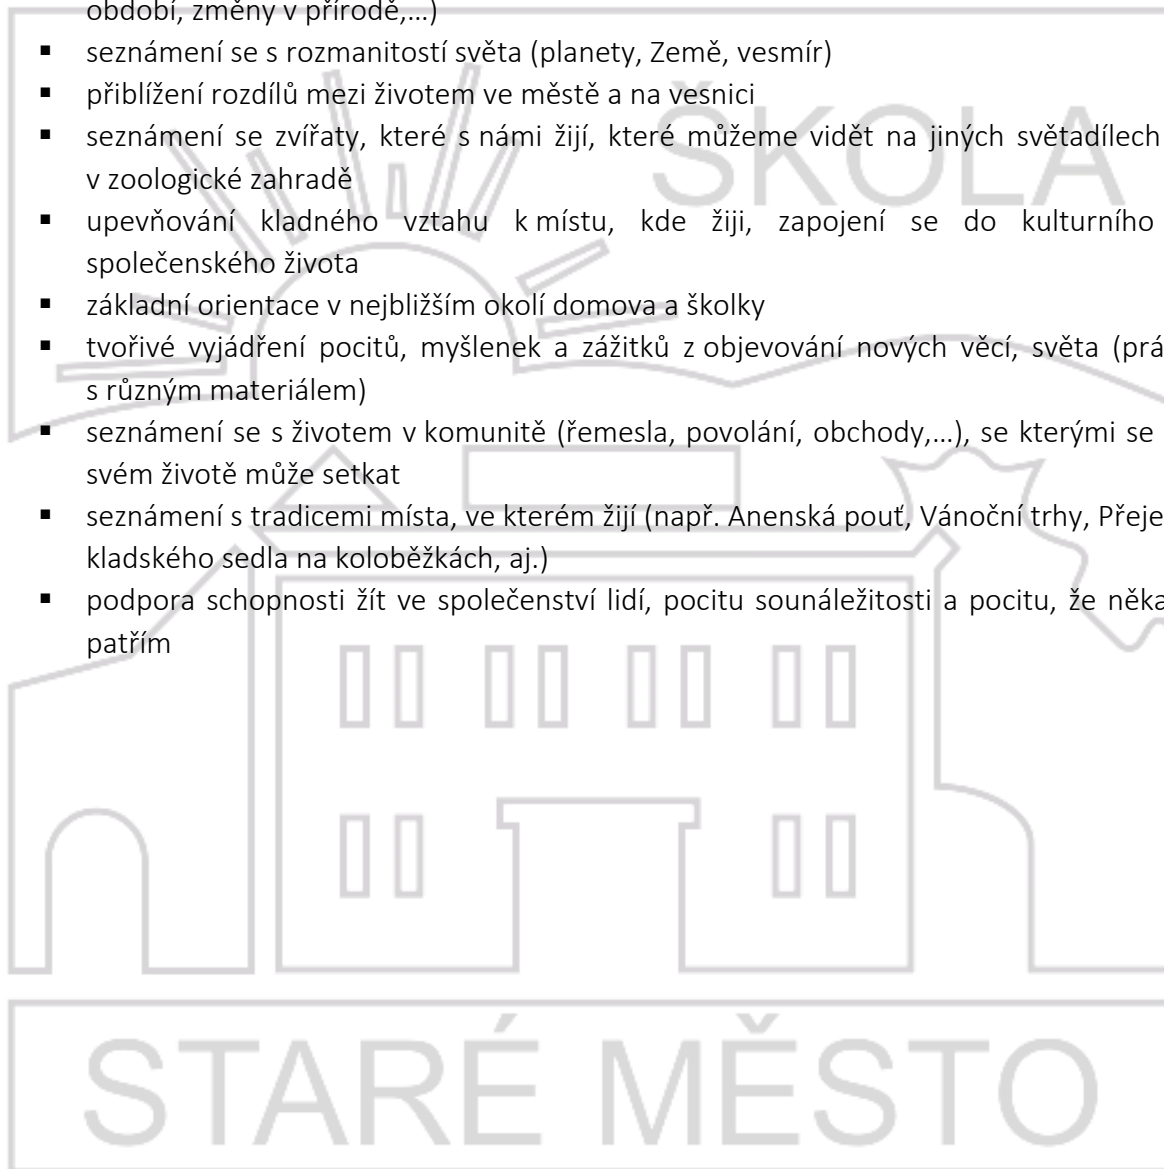 období, změny v přírodě,...)
▪ seznámení se s rozmanitostí světa (planety, Země, vesmír)
▪ přiblížení rozdílů mezi životem ve městě a na vesnici
▪ seznámení se zvířaty, které s námi žijí, které můžeme vidět na jiných světadílech
v zoologické zahradě
▪ upevňování kladného vztahu k místu, kde žiji, zapojení se do kulturního
společenského života
▪ základní orientace v nejbližším okolí domova a školky
▪ tvořivé vyjádření pocitů, myšlenek a zážitků z objevování nových věcí, světa (prá
s různým materiálem)
▪ seznámení se s životem v komunitě (řemesla, povolání, obchody,...), se kterými se
svém životě může setkat
▪ seznámení s tradicemi místa, ve kterém žijí (např. Anenská pouť, Vánoční trhy, Přeje
kladského sedla na koloběžkách, aj.)
▪ podpora schopnosti žít ve společenství lidí, pocitu sounáležitosti a pocitu, že něka
patřím
ŠKOLA
STARÉ MĚSTO